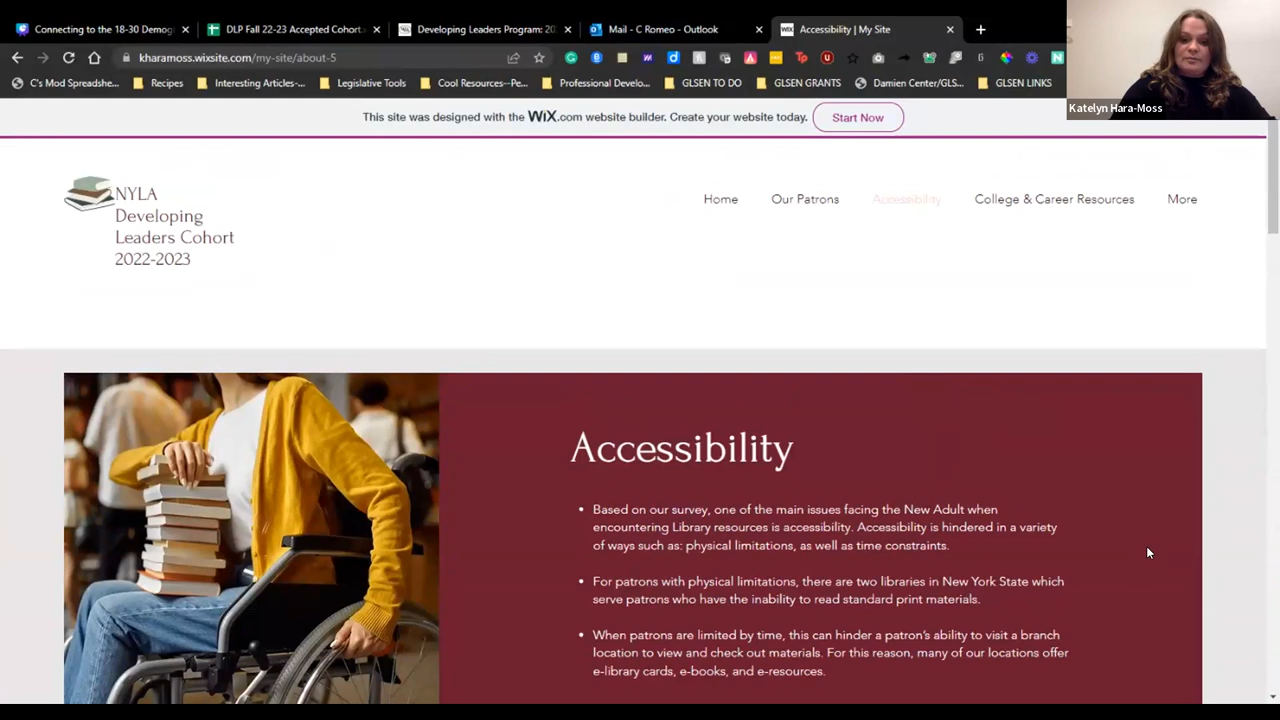 Connecting to the 18-30 Demog
DLP Fall 22-23 Accepted Cohort
Developing Leaders Program: 202
Mail - C Romeo - Outlook
WIX
Accessibility | My Site
kharamoss.wixsite.com/my-site/about-5
C's Mod Spreadshe...
Recipes
Interesting Articles-...
Legislative Tools
Cool Resources--Pe...
Professional Develo...
GLSEN TO DO
GLSEN GRANTS
Damien Center/GLS...
GLSEN LINKS
Katelyn Hara-Moss
This site was designed with the WiX.com website builder. Create your website today.
Start Now
NYLA
Developing
Leaders Cohort
2022-2023
Home
Our Patrons
Accessibility
College & Career Resources
More
Accessibility
• Based on our survey, one of the main issues facing the New Adult when
encountering Library resources is accessibility. Accessibility is hindered in a variety
of ways such as: physical limitations, as well as time constraints.
• For patrons with physical limitations, there are two libraries in New York State which
serve patrons who have the inability to read standard print materials.
• When patrons are limited by time, this can hinder a patron's ability to visit a branch
location to view and check out materials. For this reason, many of our locations offer
e-library cards, e-books, and e-resources.